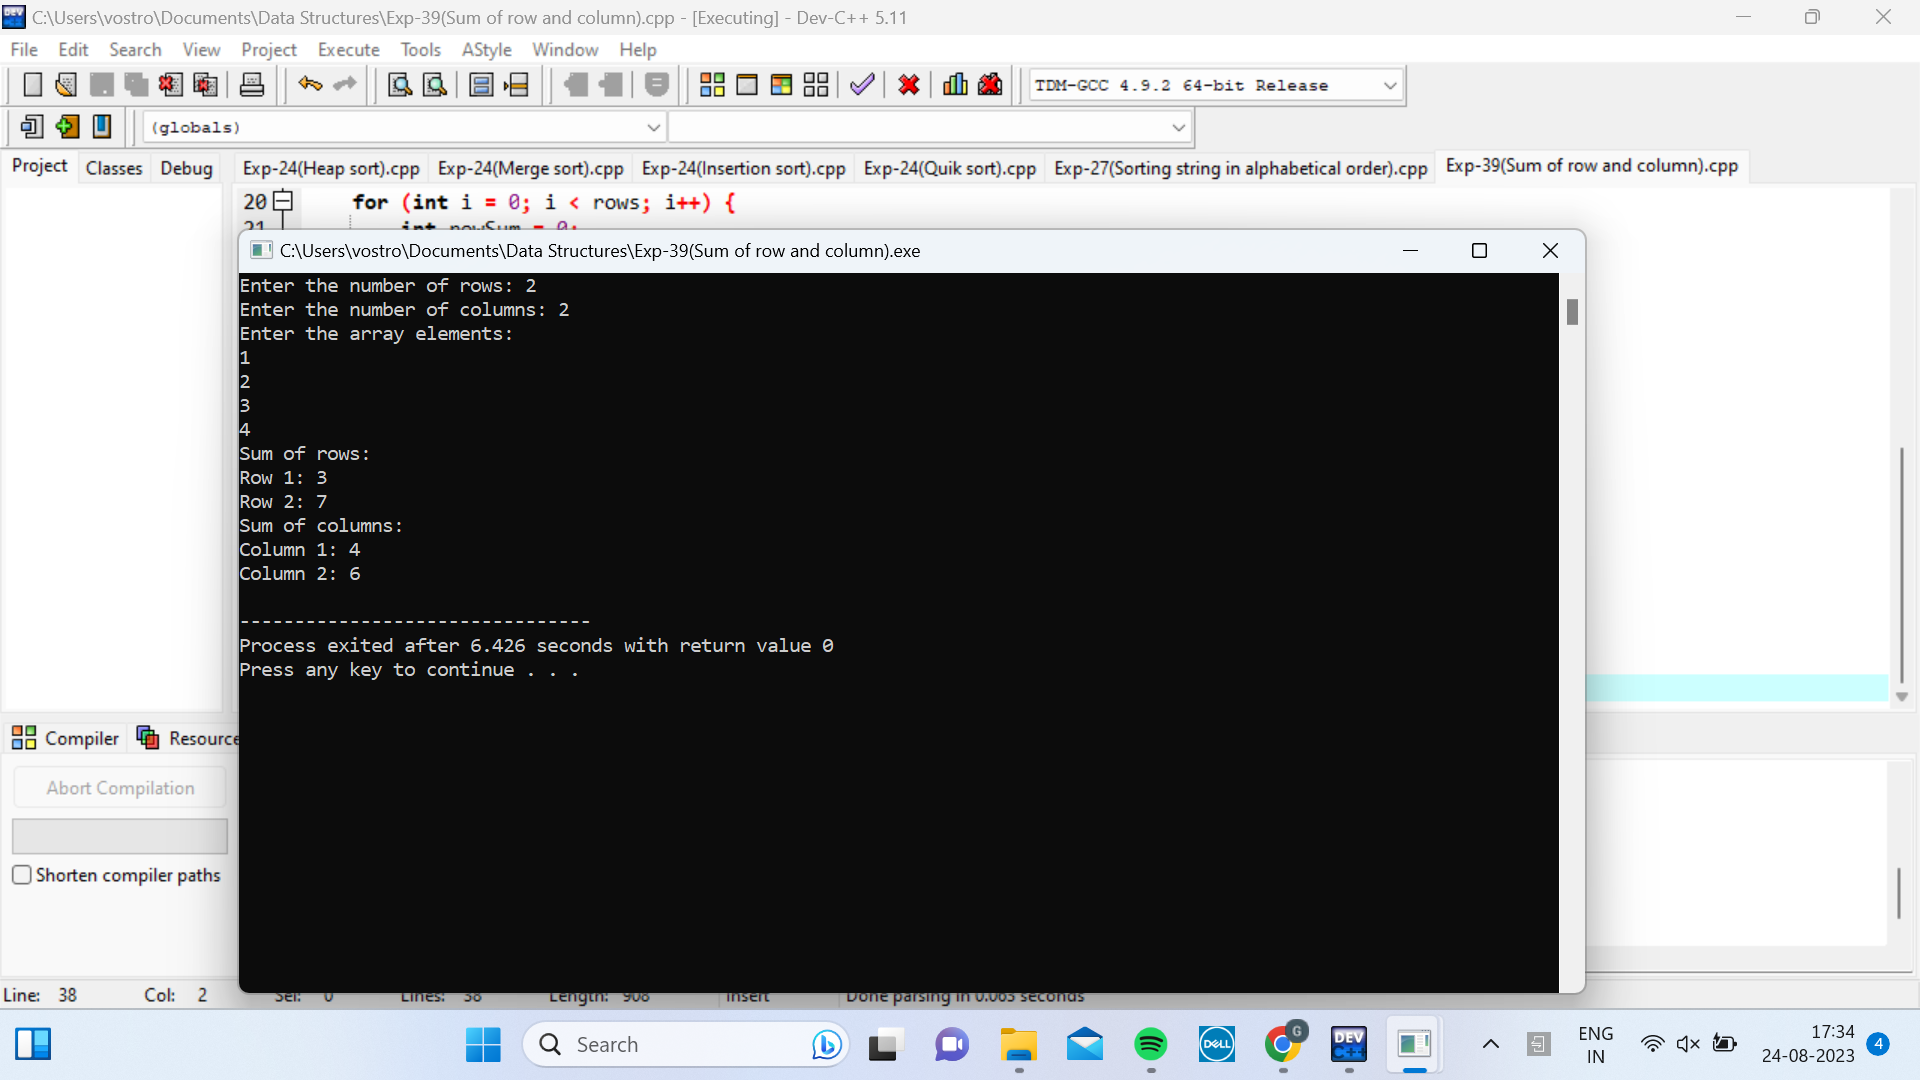 C:\Users\vostro\Documents\Data Structures\Exp-39(Sum of row and column).cpp - [Executing] - Dev-C++ 5.11
File Edit Search View Project Execute Tools AStyle Window Help
TDM-GCC 4.9.2 64-bit Release
(globals)
Project Classes Debug Exp-24(Heap sort).cpp Exp-24(Merge sort).cpp Exp-24(Insertion sort).cpp Exp-24(Quik sort).cpp Exp-27(Sorting string in alphabetical order).cpp Exp-39(Sum of row and column).cpp
20 for (int i = 0; i < rows; i++) {
21 int rowSum = 0;
C:\Users\vostro\Documents\Data Structures\Exp-39(Sum of row and column).exe
Enter the number of rows: 2
Enter the number of columns: 2
Enter the array elements:
1
2
3
4
Sum of rows:
Row 1: 3
Row 2: 7
Sum of columns:
Column 1: 4
Column 2: 6
--------------------------------
Process exited after 6.426 seconds with return value 0
Press any key to continue . . .
Compiler Resource
Abort Compilation
Shorten compiler paths
Line: 38 Col: 2 Sel: 0 Lines: 38 Length: 908 Insert Done parsing in 0.063 seconds
Search
DELL
G
DEV
C++
ENG
IN
17:34
24-08-2023
4